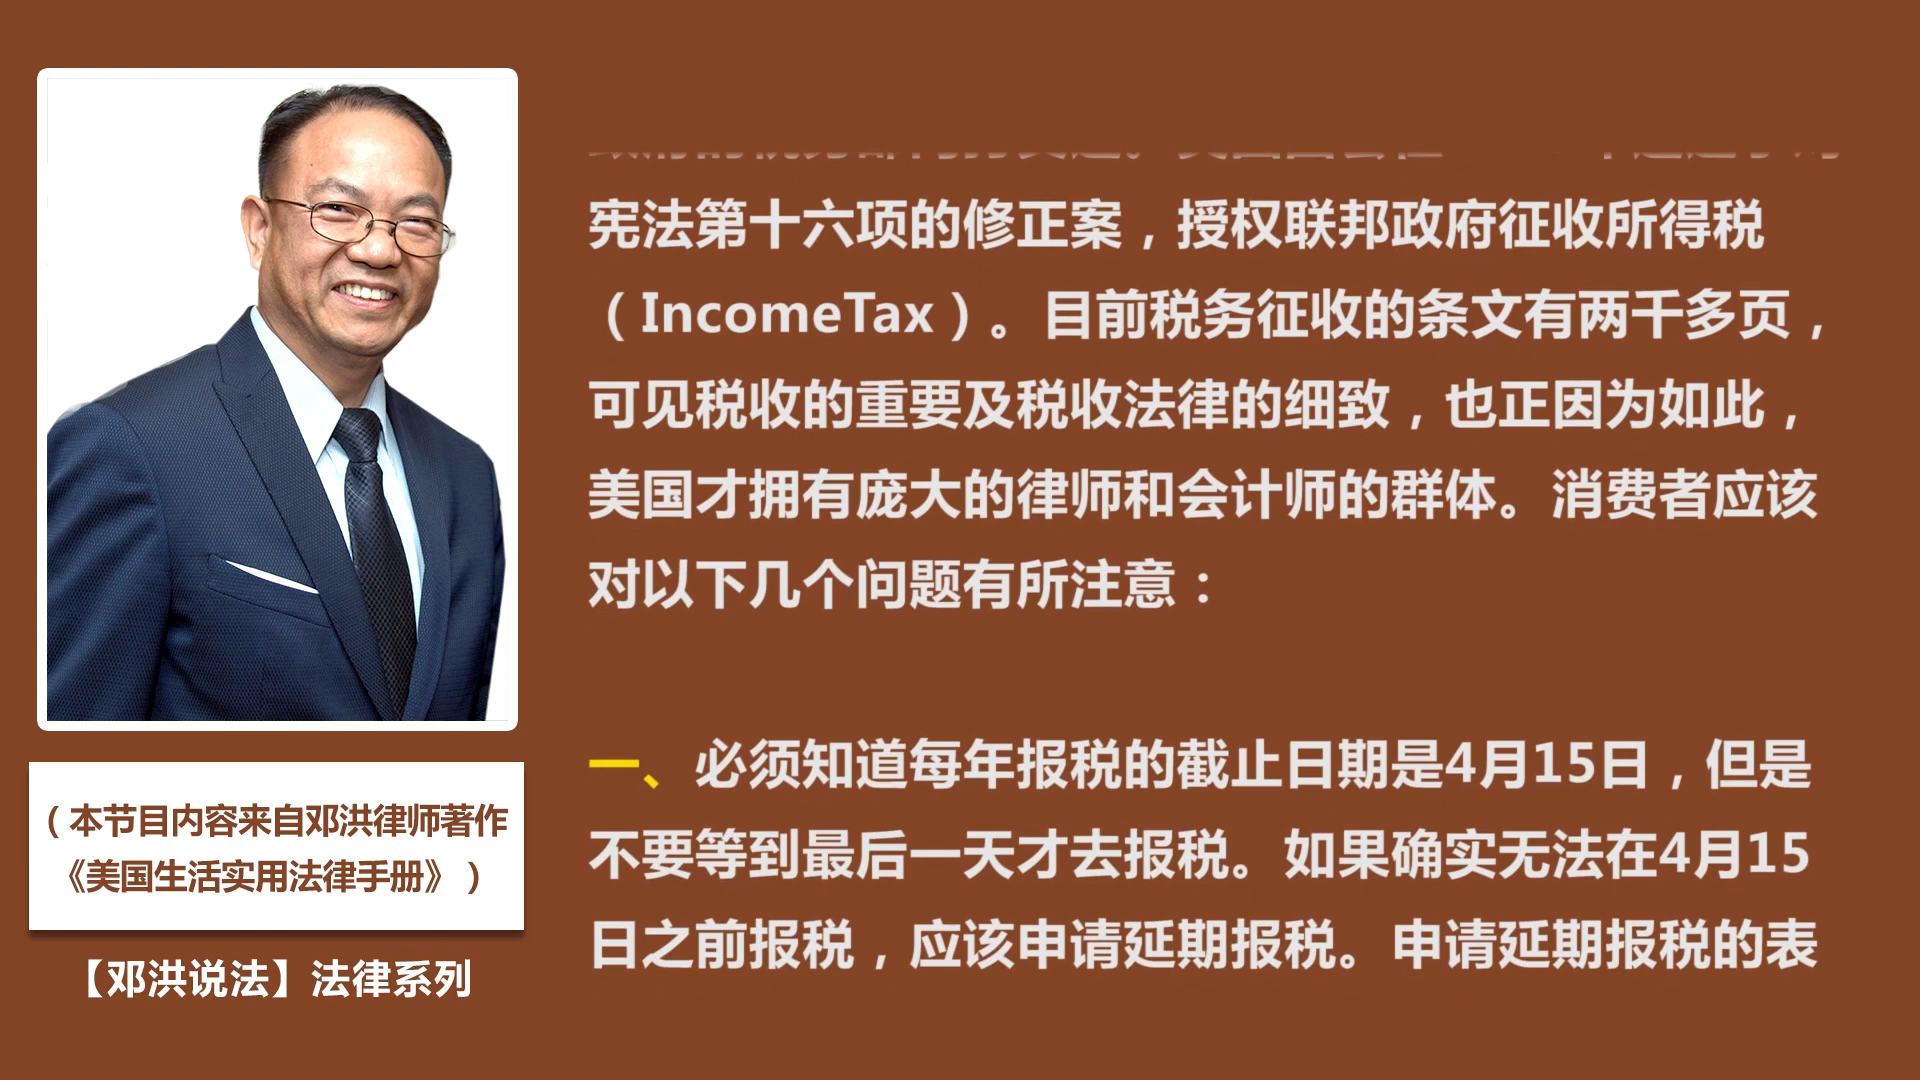 宪法第十六项的修正案，授权联邦政府征收所得税
（IncomeTax）。目前税务征收的条文有两千多页，
可见税收的重要及税收法律的细致，也正因为如此，
美国才拥有庞大的律师和会计师的群体。消费者应该
对以下几个问题有所注意：
一、必须知道每年报税的截止日期是4月15日，但是
不要等到最后一天才去报税。如果确实无法在4月15
日之前报税，应该申请延期报税。申请延期报税的表
（本节目内容来自邓洪律师著作
《美国生活实用法律手册》）
【邓洪说法】法律系列